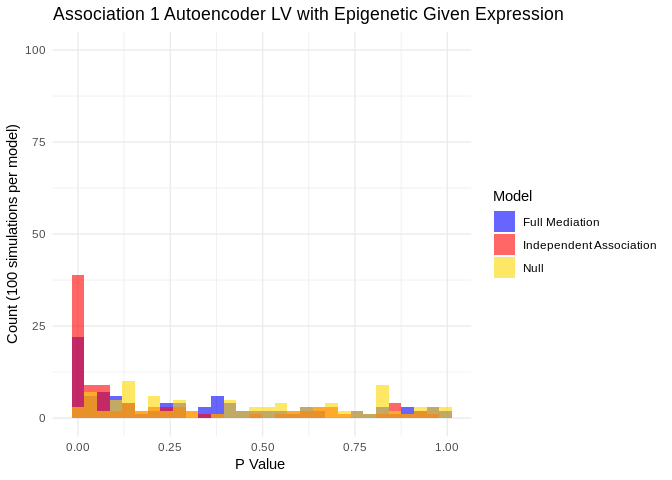 Association 1 Autoencoder LV with Epigenetic Given Expression
Count (100 simulations per model)
100
75
50
25
0
0.00 0.25 0.50 0.75 1.00
P Value
Model
Full Mediation
Independent Association
Null